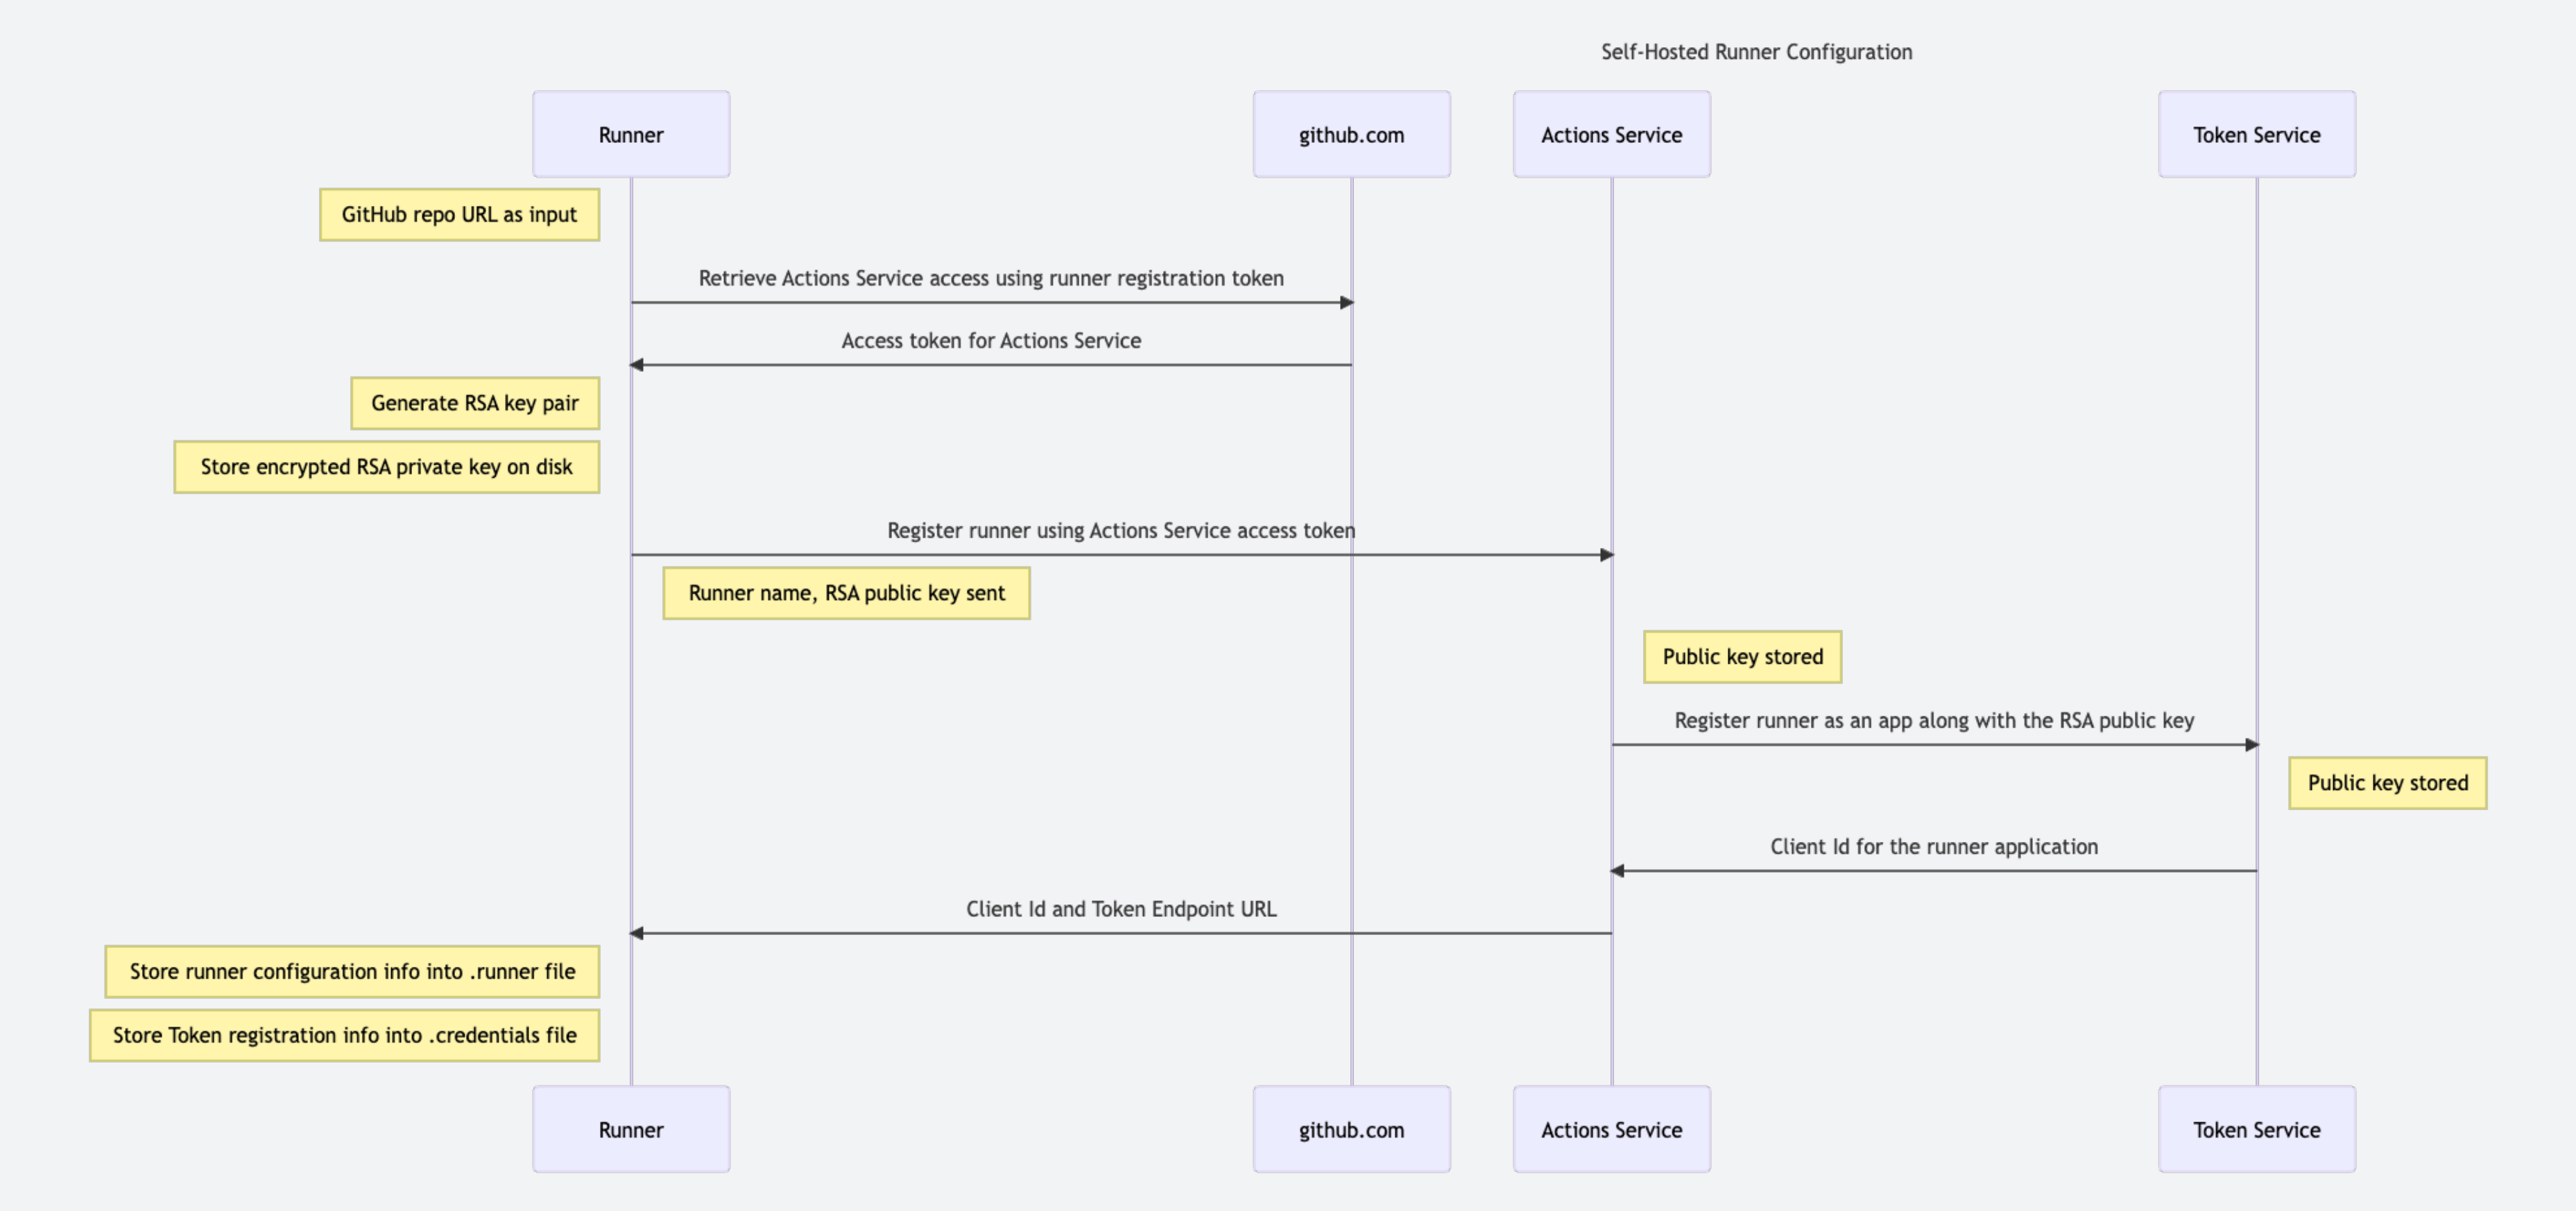 Self-Hosted Runner Configuration
Runner
github.com
Actions Service
Token Service
GitHub repo URL as input
Retrieve Actions Service access using runner registration token
Access token for Actions Service
Generate RSA key pair
Store encrypted RSA private key on disk
Register runner using Actions Service access token
Runner name, RSA public key sent
Public key stored
Register runner as an app along with the RSA public key
Public key stored
Client Id for the runner application
Client Id and Token Endpoint URL
Store runner configuration info into .runner file
Store Token registration info into .credentials file
Runner
github.com
Actions Service
Token Service